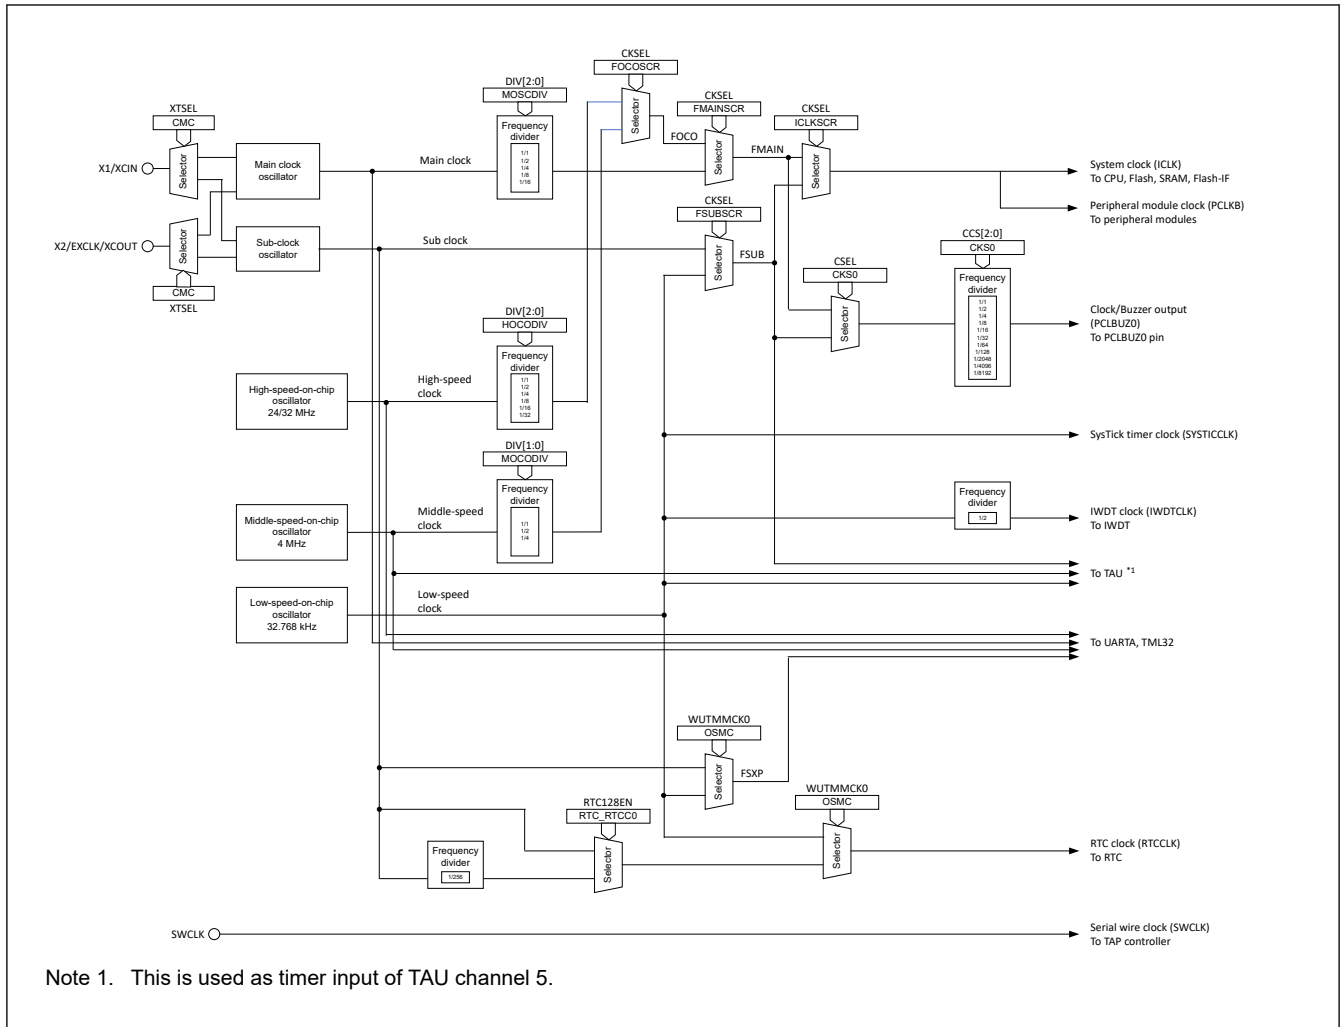 CKSEL
FOCOSCR
Selector
DIV[2:0]
MOSCDIV
Frequency
divider
1/1
1/2
1/4
1/8
1/16
CKSEL
FMAINSCR
Selector
CKSEL
ICLKSCR
Selector
XTSEL
CMC
Selector
X1/XCIN
Main clock
oscillator
Main clock
FOCO
FMAIN
System clock (ICLK)
To CPU, Flash, SRAM, Flash-IF
Peripheral module clock (PCLKB)
To peripheral modules
X2/EXCLK/XCOUT
Selector
CMC
XTSEL
Sub-clock
oscillator
Sub clock
CKSEL
FSUBSCR
Selector
FSUB
CSEL
CKS0
Selector
CCS[2:0]
CKS0
Frequency
divider
1/1
1/2
1/4
1/8
1/16
1/32
1/64
1/128
1/2048
1/4096
1/8192
Clock/Buzzer output
(PCLBUZ0)
To PCLBUZ0 pin
DIV[2:0]
HOCODIV
Frequency
divider
1/1
1/2
1/4
1/8
1/16
1/32
High-speed-on-chip
oscillator
24/32 MHz
High-speed
clock
SysTick timer clock (SYSTICCLK)
DIV[1:0]
MOCODIV
Frequency
divider
1/1
1/2
1/4
Middle-speed-on-chip
oscillator
4 MHz
Middle-speed
clock
Frequency
divider
1/2
IWDT clock (IWDTCLK)
To IWDT
To TAU *1
Low-speed-on-chip
oscillator
32.768 kHz
Low-speed
clock
To UARTA, TML32
WUTMMCK0
OSMC
Selector
FSXP
WUTMMCK0
OSMC
Selector
RTC128EN
RTC_RTCC0
Selector
Frequency
divider
1/256
RTC clock (RTCCLK)
To RTC
SWCLK
Serial wire clock (SWCLK)
To TAP controller
Note 1. This is used as timer input of TAU channel 5.